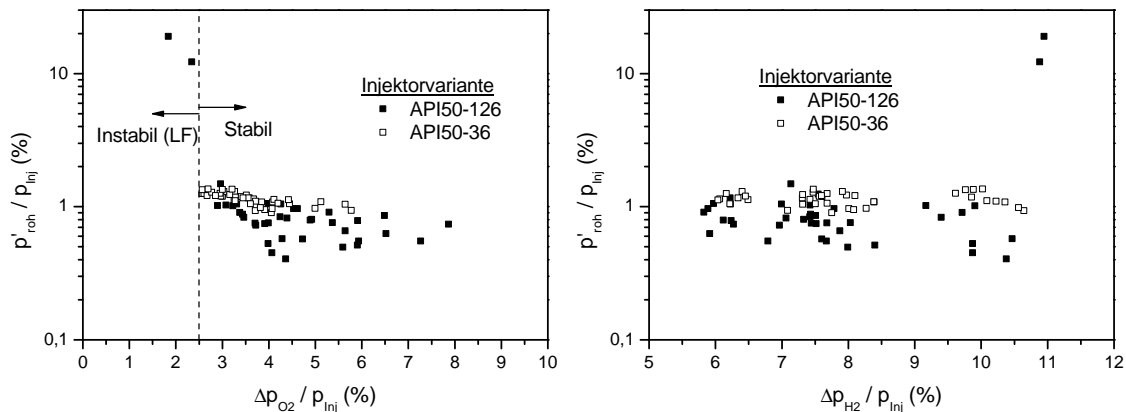 10
1
0,1
p'roh / pInj (%)
Instabil (LF)
Stabil
Injektorvariante
API50-126
API50-36
0 1 2 3 4 5 6 7 8 9 10
ΔpO2 / pInj (%)
10
1
0,1
p'roh / pInj (%)
Injektorvariante
API50-126
API50-36
5 6 7 8 9 10 11 12
ΔpH2 / pInj (%)